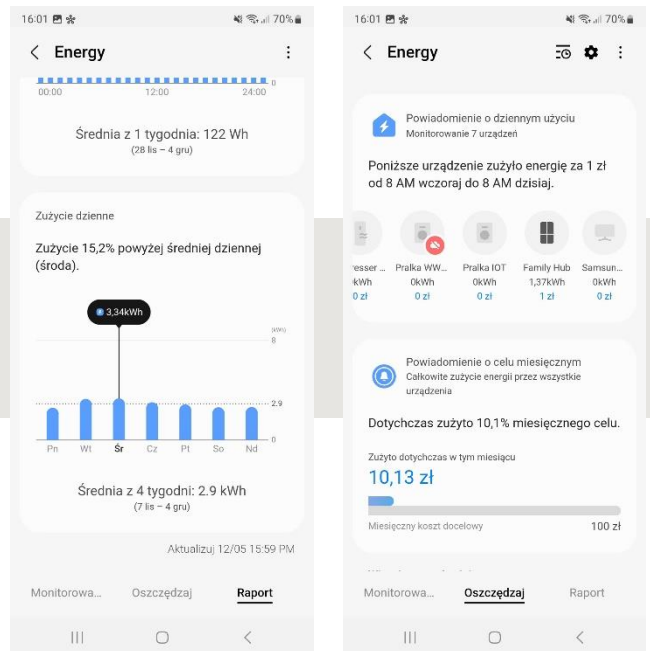 16:01
70%
Energy
0
00:00 12:00 24:00
Średnia z 1 tygodnia: 122 Wh
(28 lis – 4 gru)
Zużycie dzienne
Zużycie 15,2% powyżej średniej dziennej
(środa).
3,34kWh
(kWh)
8
2.9
0
Pn Wt Śr Cz Pt So Nd
Średnia z 4 tygodni: 2.9 kWh
(7 lis – 4 gru)
Aktualizuj 12/05 15:59 PM
Monitorowa... Oszczędzaj Raport
16:01
70%
Energy
Powiadomienie o dziennym użyciu
Monitorowanie 7 urządzeń
Poniższe urządzenie zużyło energię za 1 zł
od 8 AM wczoraj do 8 AM dzisiaj.
esser ... Pralka WW... Pralka IOT Family Hub Samsun...
kWh 0kWh 0kWh 1,37kWh 0kWh
0 zł 0 zł 0 zł 1 zł 0 zł
Powiadomienie o celu miesięcznym
Całkowite zużycie energii przez wszystkie
urządzenia
Dotychczas zużyto 10,1% miesięcznego celu.
Zużyto dotychczas w tym miesiącu
10,13 zł
Miesięczny koszt docelowy 100 zł
Monitorowa... Oszczędzaj Raport